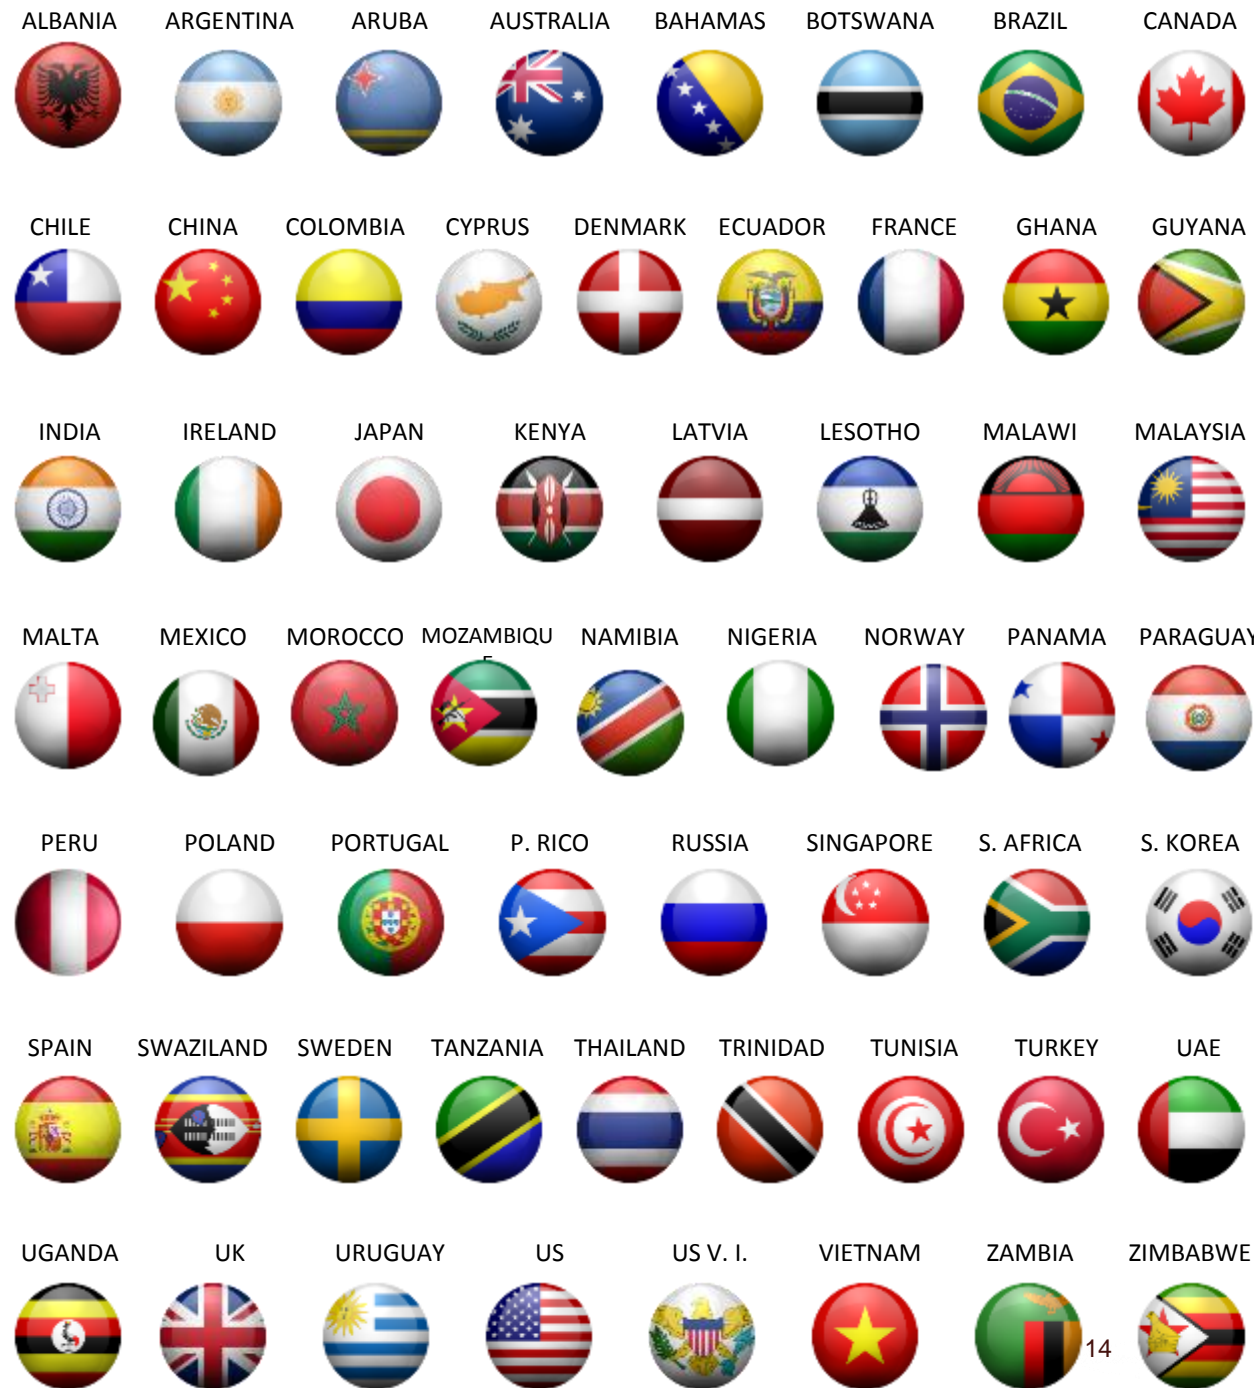 ALBANIA ARGENTINA ARUBA AUSTRALIA BAHAMAS BOTSWANA BRAZIL CANADA
CHILE CHINA COLOMBIA CYPRUS DENMARK ECUADOR FRANCE GHANA GUYANA
INDIA IRELAND JAPAN KENYA LATVIA LESOTHO MALAWI MALAYSIA
MALTA MEXICO MOROCCO MOZAMBIQU NAMIBIA NIGERIA NORWAY PANAMA PARAGUAY
E
PERU POLAND PORTUGAL P. RICO RUSSIA SINGAPORE S. AFRICA S. KOREA
SPAIN SWAZILAND SWEDEN TANZANIA THAILAND TRINIDAD TUNISIA TURKEY UAE
UGANDA UK URUGUAY US US V. I. VIETNAM ZAMBIA ZIMBABWE
14